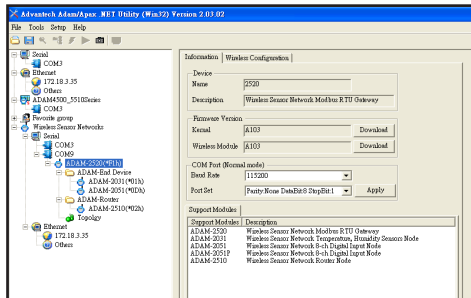 Advantech Adam/Apax .NET Utility (Win32) Version 2.03.02
File Tools Setup Help
Serial
COM3
Ethernet
172.18.3.35
Others
ADAM4500_5510Series
COM3
Favorite group
Wireless Sensor Networks
Serial
COM3
COM9
ADAM-2520(*F1h)
ADAM-End Device
ADAM-2031(*01h)
ADAM-2051(*0Dh)
ADAM-Router
ADAM-2510(*02h)
Topolgy
Ethernet
172.18.3.35
Others
Information Wireless Configuration
Device
Name 2520
Description Wireless Sensor Network Modbus RTU Gateway
Firmware Version
Kernal A103 Download
Wireless Module A103 Download
COM Port (Normal mode)
Baud Rate 115200
Port Set Parity:None DataBit:8 StopBit:1 Apply
Support Modules
Support Modules Description
ADAM-2520 Wireless Sensor Network Modbus RTU Gateway
ADAM-2031 Wireless Sensor Network Temperature, Humidity Sensors Node
ADAM-2051 Wireless Sensor Network 8-ch Digital Input Node
ADAM-2051P Wireless Sensor Network 8-ch Digital Input Node
ADAM-2510 Wireless Sensor Network Router Node